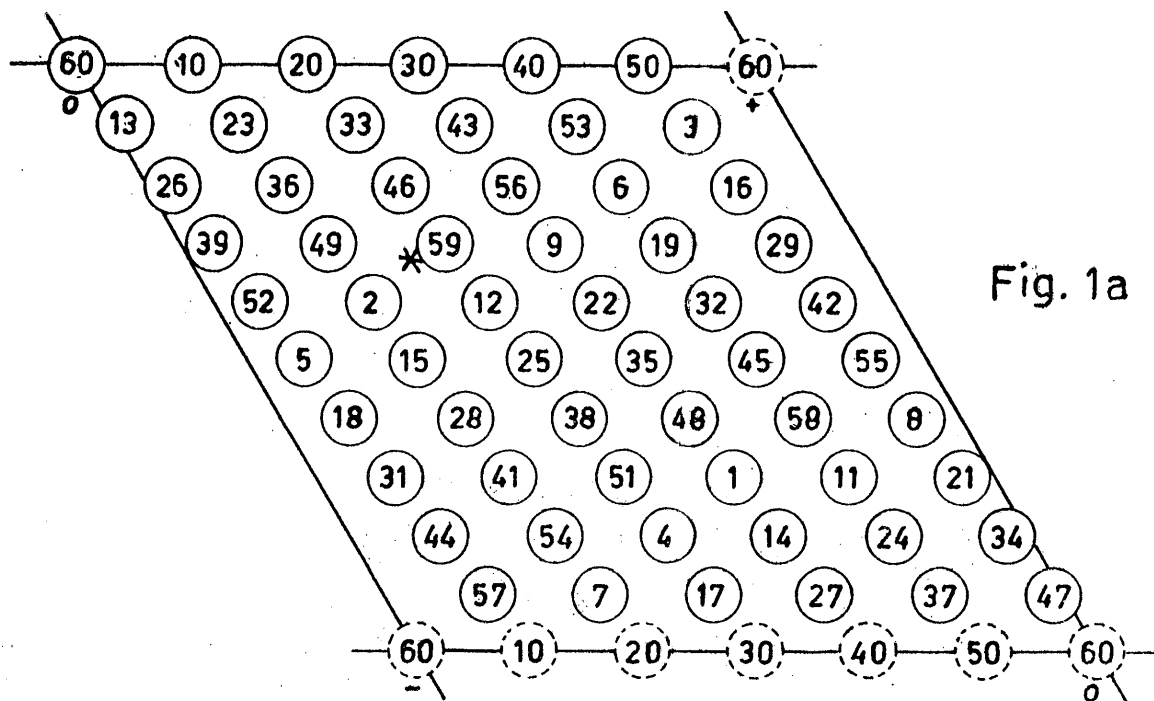 60 10 20 30 40 50 60
o +
13 23 33 43 53 3
26 36 46 56 6 16
39 49 59 9 19 29
*
Fig. 1a
52 2 12 22 32 42
5 15 25 35 45 55
18 28 38 48 58 8
31 41 51 1 11 21
44 54 4 14 24 34
57 7 17 27 37 47
60 10 20 30 40 50 60
- o